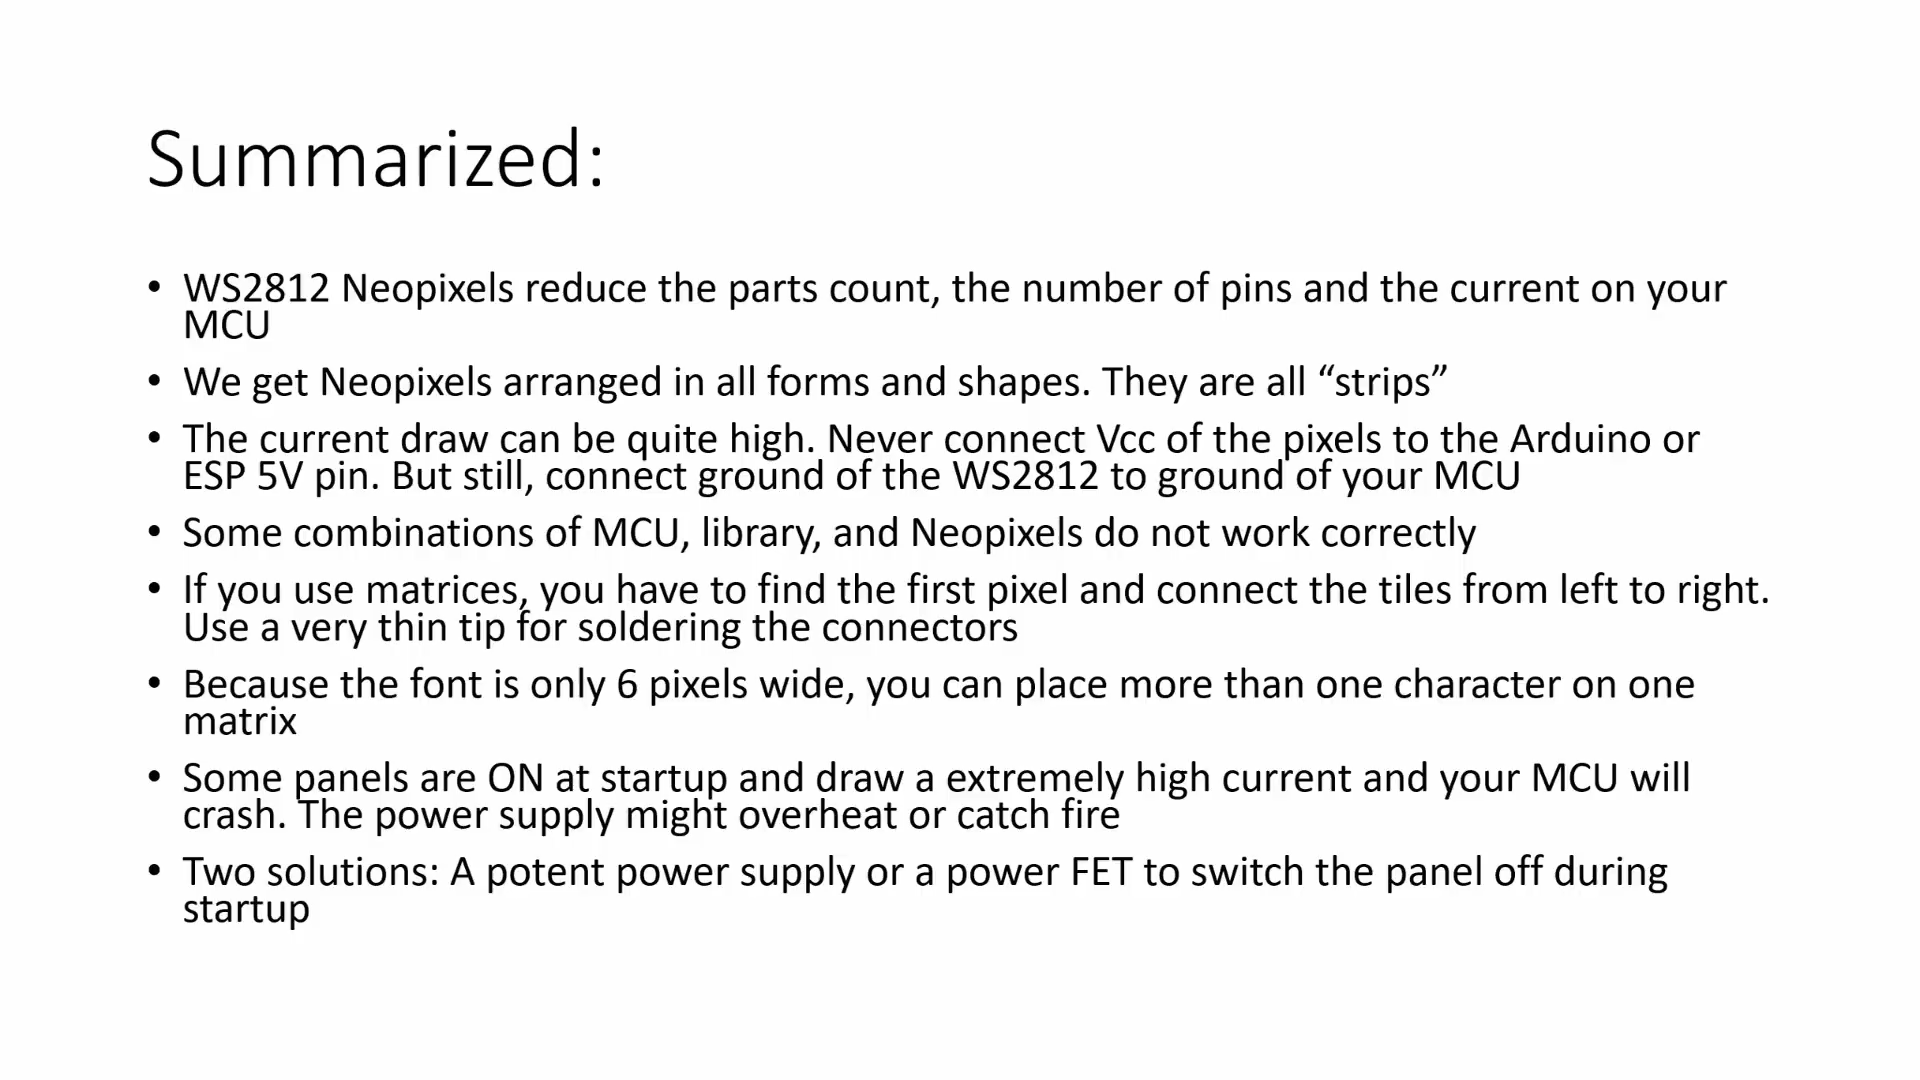 Summarized:
• WS2812 Neopixels reduce the parts count, the number of pins and the current on your
MCU
• We get Neopixels arranged in all forms and shapes. They are all “strips”
• The current draw can be quite high. Never connect Vcc of the pixels to the Arduino or
ESP 5V pin. But still, connect ground of the WS2812 to ground of your MCU
• Some combinations of MCU, library, and Neopixels do not work correctly
• If you use matrices, you have to find the first pixel and connect the tiles from left to right.
Use a very thin tip for soldering the connectors
• Because the font is only 6 pixels wide, you can place more than one character on one
matrix
• Some panels are ON at startup and draw a extremely high current and your MCU will
crash. The power supply might overheat or catch fire
• Two solutions: A potent power supply or a power FET to switch the panel off during
startup